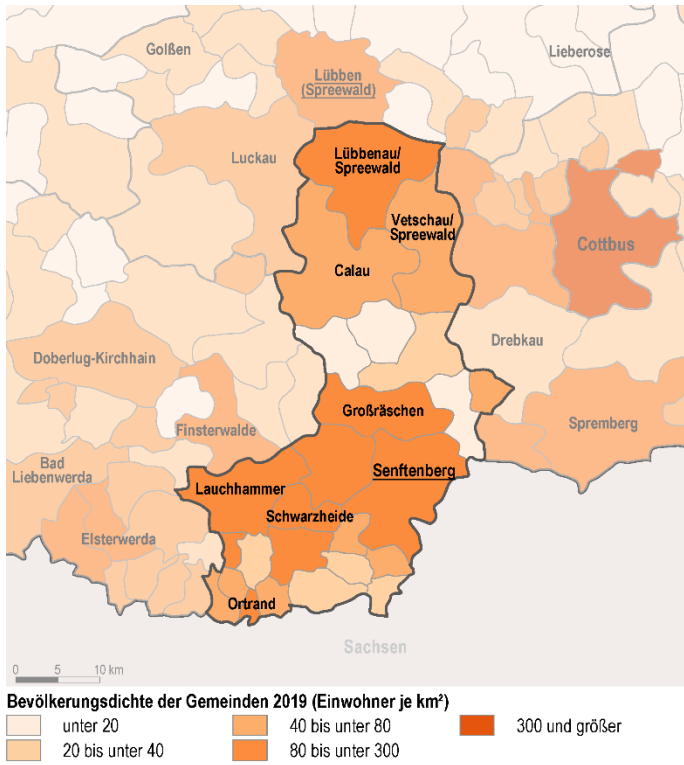 Golßen
Lieberose
Lübben
(Spreewald)
Luckau
Lübbenau/
Spreewald
Vetschau/
Spreewald
Cottbus
Calau
Drebkau
Doberlug-Kirchhain
Großräschen
Finsterwalde
Spremberg
Bad
Liebenwerda
Senftenberg
Lauchhammer
Schwarzheide
Elsterwerda
Ortrand
Sachsen
0 5 10 km
Bevölkerungsdichte der Gemeinden 2019 (Einwohner je km²)
unter 20 40 bis unter 80 300 und größer
20 bis unter 40 80 bis unter 300